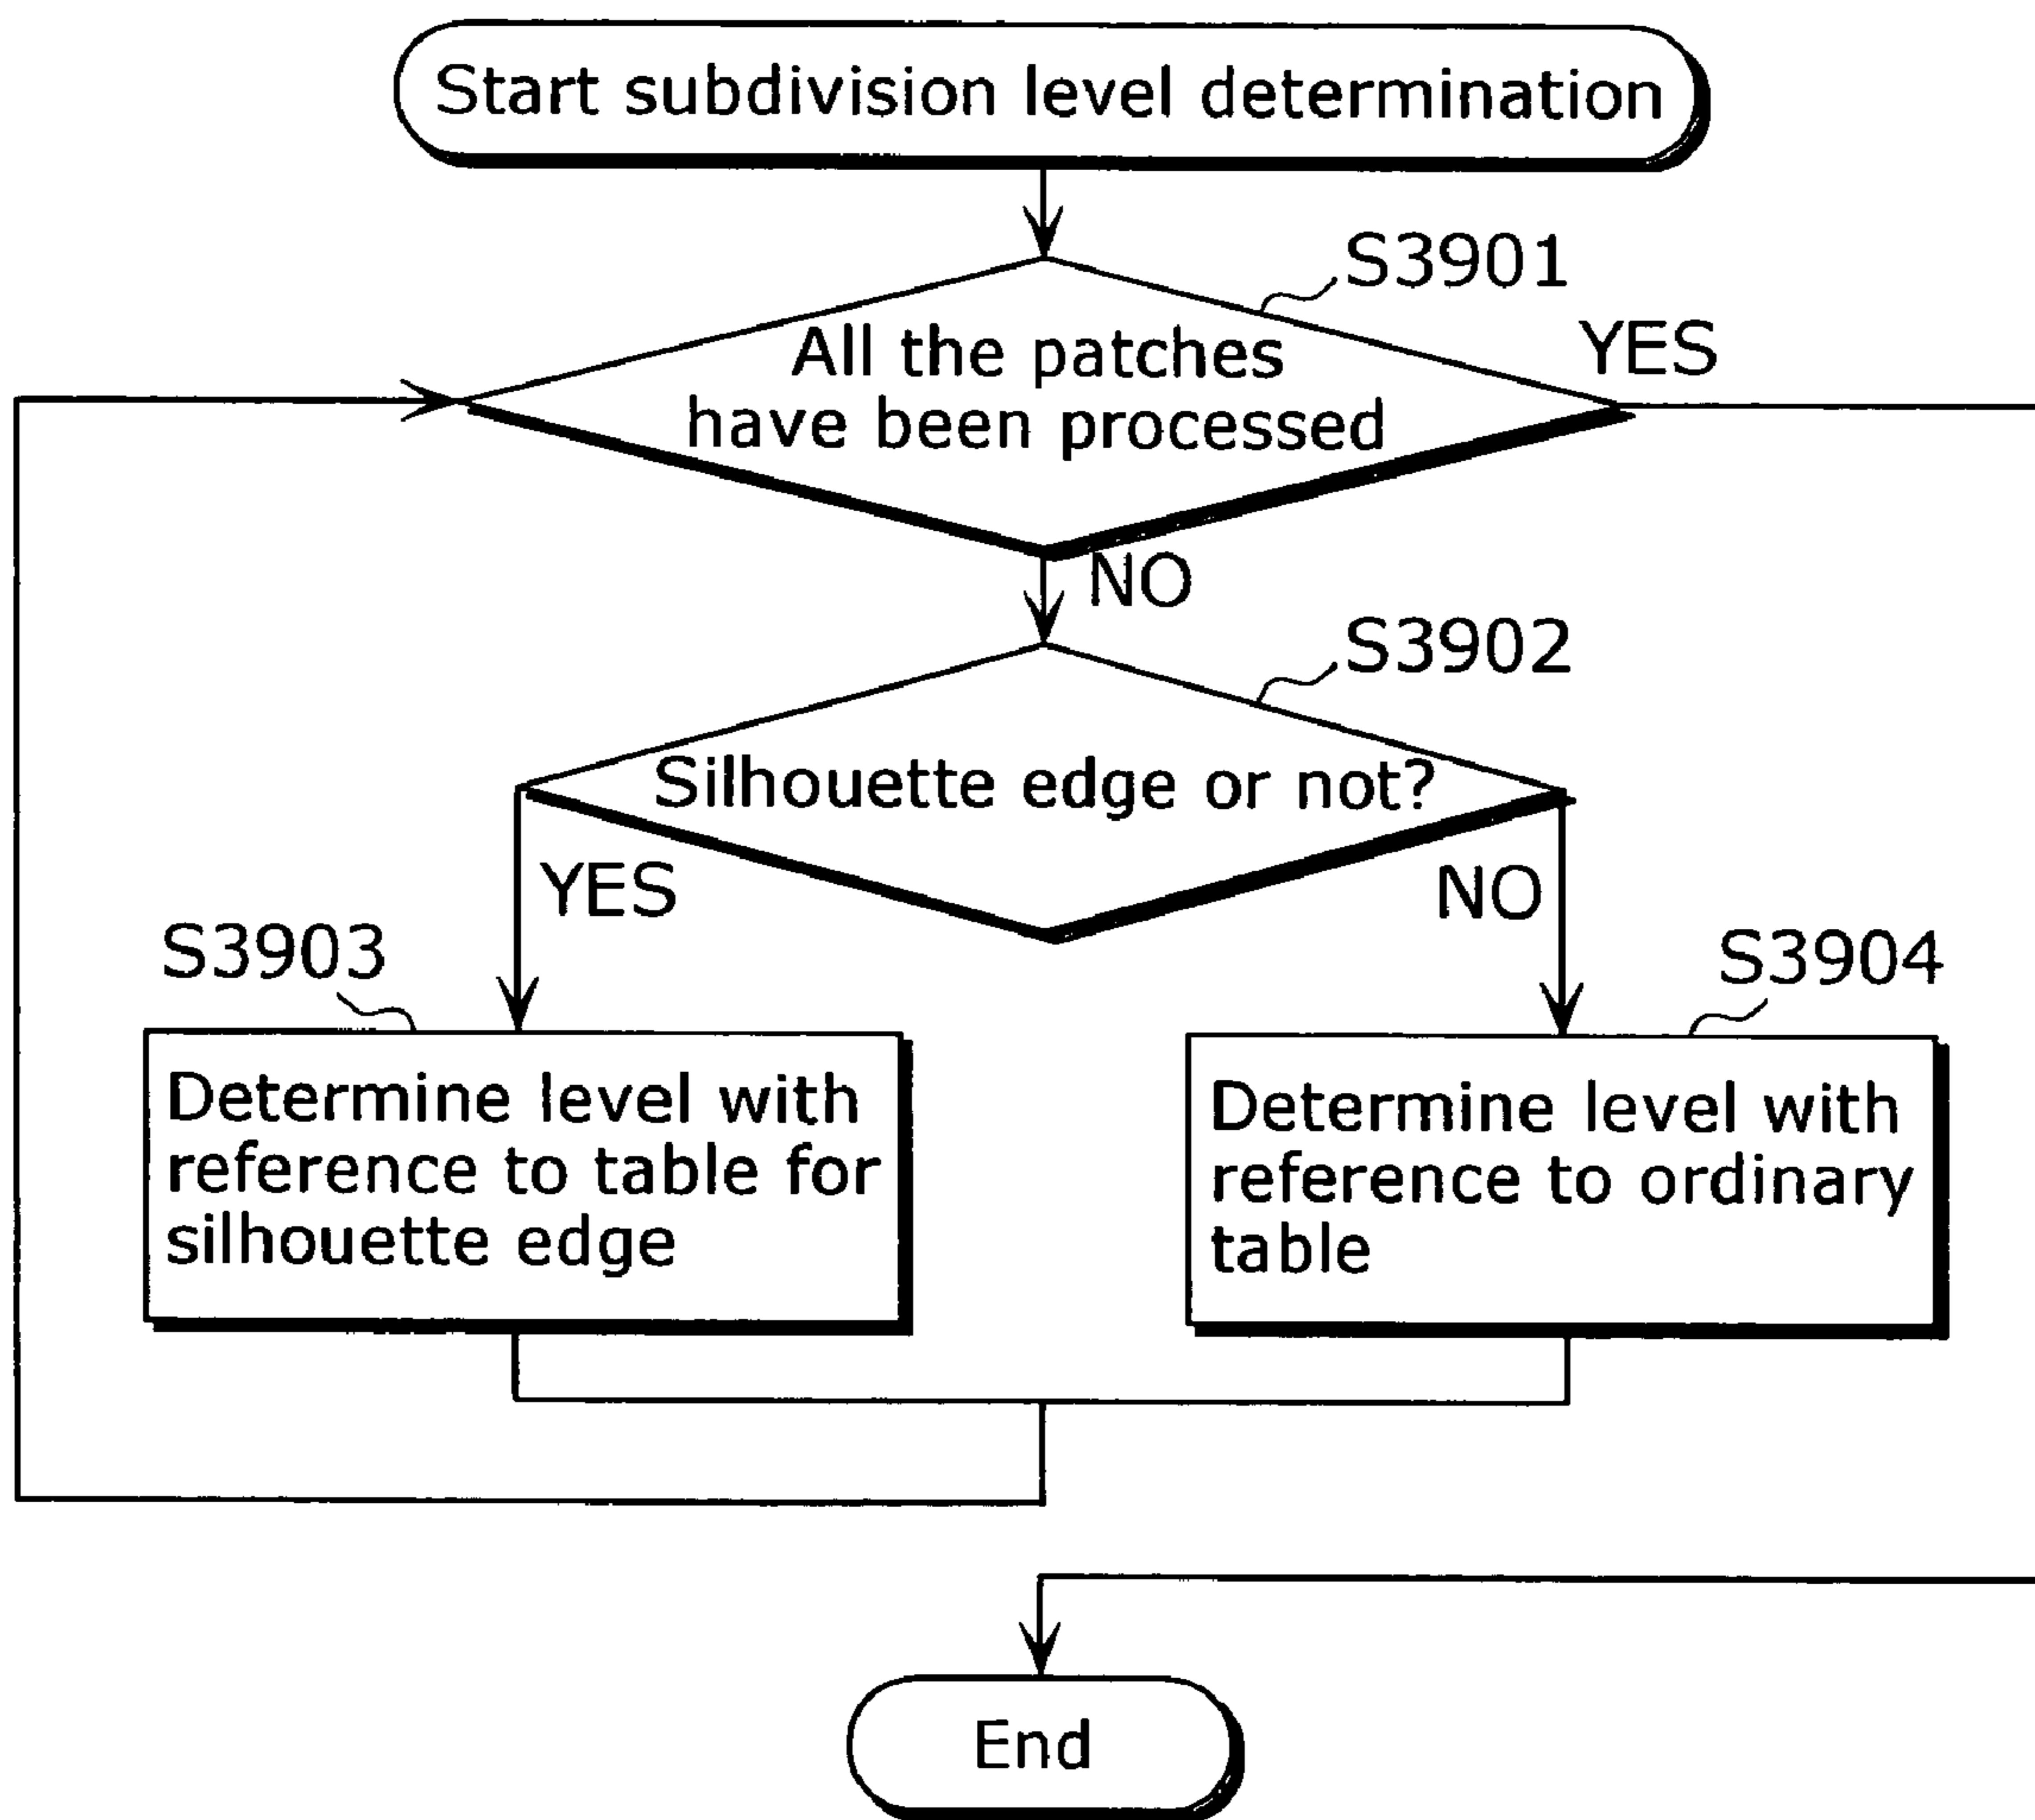 Start subdivision level determination
S3901
All the patches
have been processed
YES
NO
S3902
Silhouette edge or not?
YES
NO
S3903
S3904
Determine level with
reference to table for
silhouette edge
Determine level with
reference to ordinary
table
End